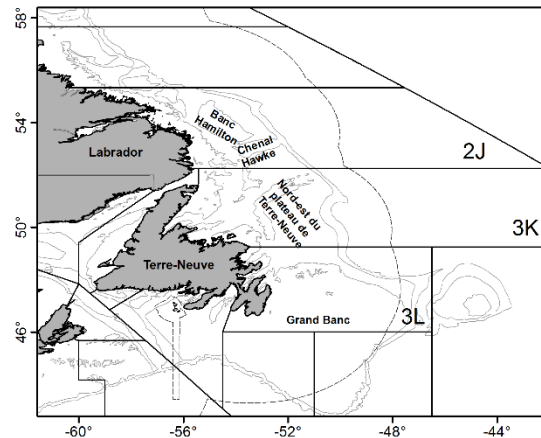 58°
54°
50°
46°
Banc
Hamilton
Chenal
Hawke
Labrador
2J
Nord-est du
plateau de
Terre-Neuve
3K
Terre-Neuve
Grand Banc
3L
-60°
-56°
-52°
-48°
-44°